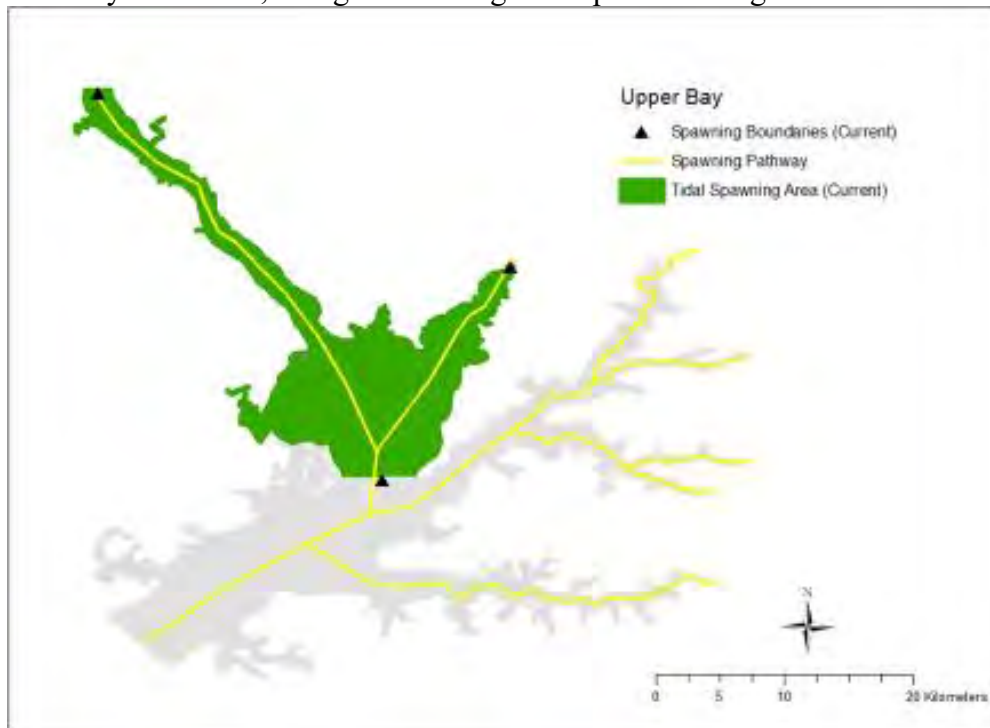 Upper Bay
Spawning Boundaries (Current)
Spawning Pathway
Tidal Spawning Area (Current)
N
0 5 10 20 Kilometers